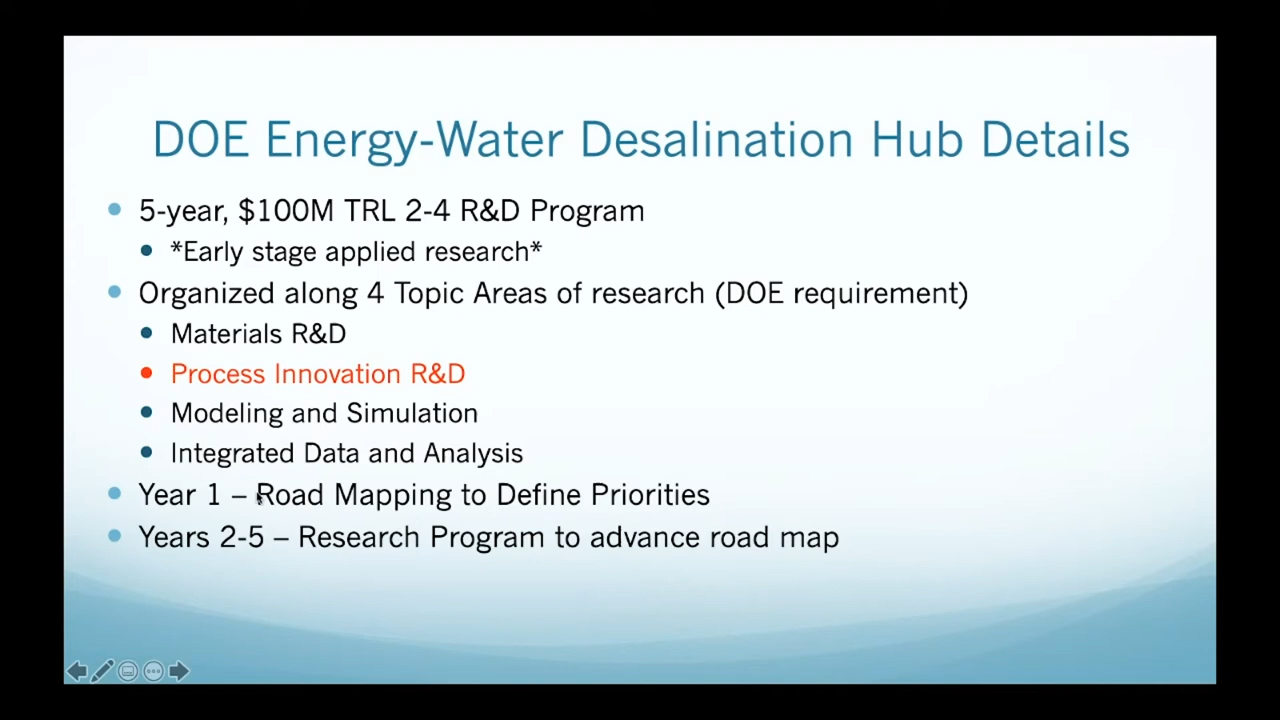 DOE Energy-Water Desalination Hub Details
5-year, $100M TRL 2-4 R&D Program
*Early stage applied research*
Organized along 4 Topic Areas of research (DOE requirement)
Materials R&D
Process Innovation R&D
Modeling and Simulation
Integrated Data and Analysis
Year 1 – Road Mapping to Define Priorities
Years 2-5 – Research Program to advance road map